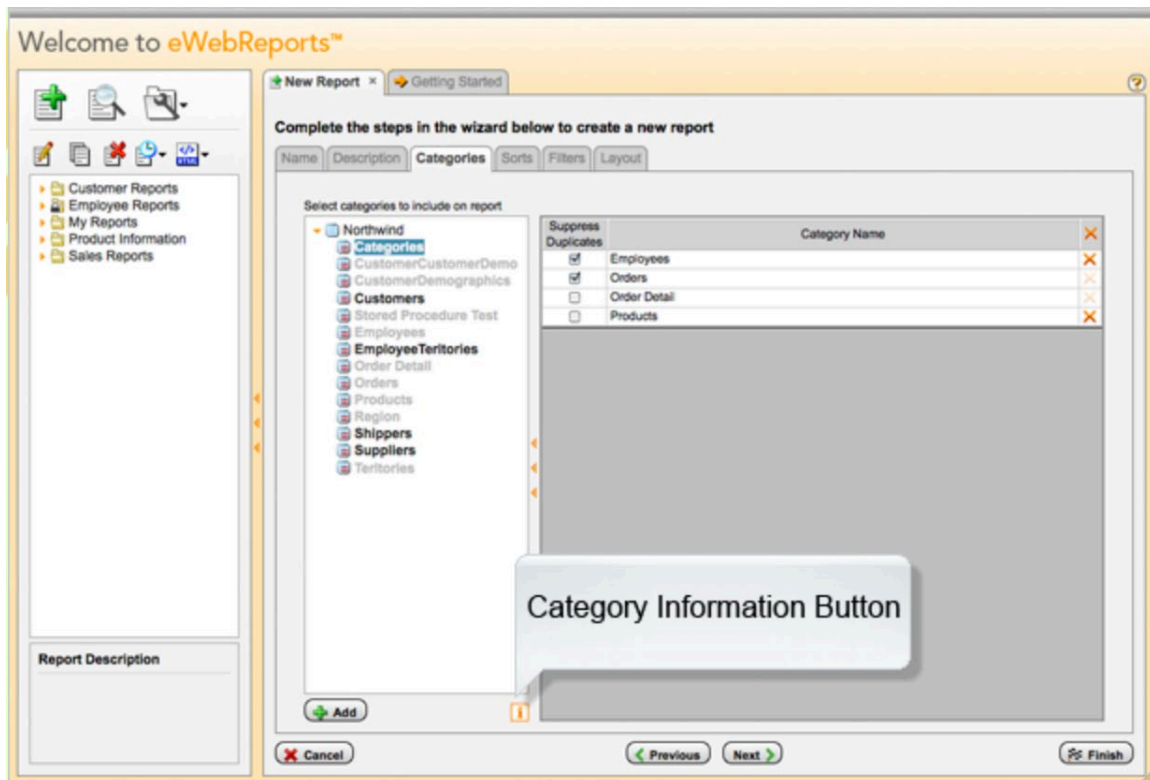 Welcome to eWebReports™
New Report ×
Getting Started
Complete the steps in the wizard below to create a new report
Name
Description
Categories
Sorts
Filters
Layout
Customer Reports
Employee Reports
My Reports
Product Information
Sales Reports
Select categories to include on report
Northwind
Categories
CustomerCustomerDemo
CustomerDemographics
Customers
Stored Procedure Test
Employees
EmployeeTeritories
Order Detail
Orders
Products
Region
Shippers
Suppliers
Teritories
Suppress Duplicates
Category Name
Employees
Orders
Order Detail
Products
Category Information Button
Report Description
Add
i
Cancel
Previous
Next
Finish